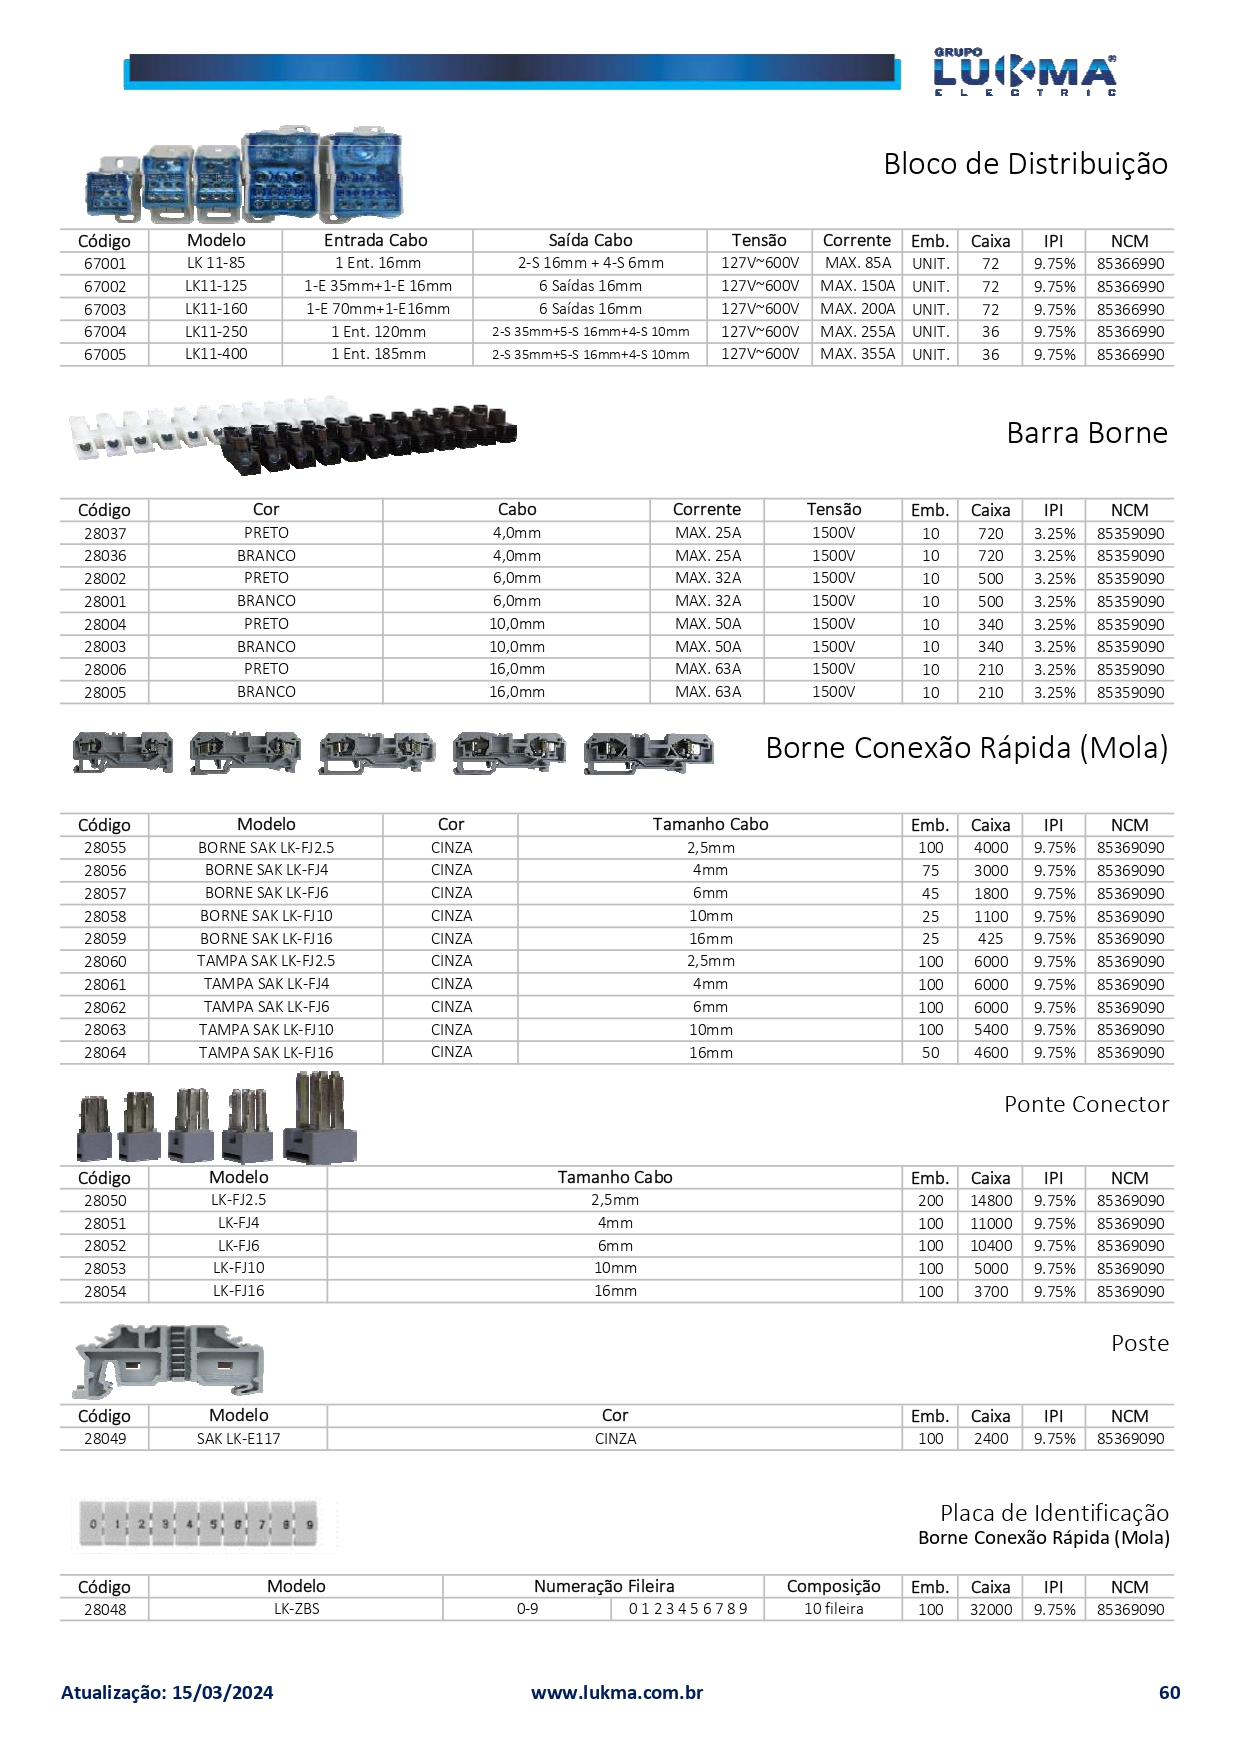 GRUPO
LUKMA®
ELECTRIC
Bloco de Distribuição
Código Modelo Entrada Cabo Saída Cabo Tensão Corrente Emb. Caixa IPI NCM
67001 LK 11-85 1 Ent. 16mm 2-S 16mm + 4-S 6mm 127V~600V MAX. 85A UNIT. 72 9.75% 85366990
67002 LK11-125 1-E 35mm+1-E 16mm 6 Saídas 16mm 127V~600V MAX. 150A UNIT. 72 9.75% 85366990
67003 LK11-160 1-E 70mm+1-E16mm 6 Saídas 16mm 127V~600V MAX. 200A UNIT. 72 9.75% 85366990
67004 LK11-250 1 Ent. 120mm 2-S 35mm+5-S 16mm+4-S 10mm 127V~600V MAX. 255A UNIT. 36 9.75% 85366990
67005 LK11-400 1 Ent. 185mm 2-S 35mm+5-S 16mm+4-S 10mm 127V~600V MAX. 355A UNIT. 36 9.75% 85366990
Barra Borne
Código Cor Cabo Corrente Tensão Emb. Caixa IPI NCM
28037 PRETO 4,0mm MAX. 25A 1500V 10 720 3.25% 85359090
28036 BRANCO 4,0mm MAX. 25A 1500V 10 720 3.25% 85359090
28002 PRETO 6,0mm MAX. 32A 1500V 10 500 3.25% 85359090
28001 BRANCO 6,0mm MAX. 32A 1500V 10 500 3.25% 85359090
28004 PRETO 10,0mm MAX. 50A 1500V 10 340 3.25% 85359090
28003 BRANCO 10,0mm MAX. 50A 1500V 10 340 3.25% 85359090
28006 PRETO 16,0mm MAX. 63A 1500V 10 210 3.25% 85359090
28005 BRANCO 16,0mm MAX. 63A 1500V 10 210 3.25% 85359090
Borne Conexão Rápida (Mola)
Código Modelo Cor Tamanho Cabo Emb. Caixa IPI NCM
28055 BORNE SAK LK-FJ2.5 CINZA 2,5mm 100 4000 9.75% 85369090
28056 BORNE SAK LK-FJ4 CINZA 4mm 75 3000 9.75% 85369090
28057 BORNE SAK LK-FJ6 CINZA 6mm 45 1800 9.75% 85369090
28058 BORNE SAK LK-FJ10 CINZA 10mm 25 1100 9.75% 85369090
28059 BORNE SAK LK-FJ16 CINZA 16mm 25 425 9.75% 85369090
28060 TAMPA SAK LK-FJ2.5 CINZA 2,5mm 100 6000 9.75% 85369090
28061 TAMPA SAK LK-FJ4 CINZA 4mm 100 6000 9.75% 85369090
28062 TAMPA SAK LK-FJ6 CINZA 6mm 100 6000 9.75% 85369090
28063 TAMPA SAK LK-FJ10 CINZA 10mm 100 5400 9.75% 85369090
28064 TAMPA SAK LK-FJ16 CINZA 16mm 50 4600 9.75% 85369090
Ponte Conector
Código Modelo Tamanho Cabo Emb. Caixa IPI NCM
28050 LK-FJ2.5 2,5mm 200 14800 9.75% 85369090
28051 LK-FJ4 4mm 100 11000 9.75% 85369090
28052 LK-FJ6 6mm 100 10400 9.75% 85369090
28053 LK-FJ10 10mm 100 5000 9.75% 85369090
28054 LK-FJ16 16mm 100 3700 9.75% 85369090
Poste
Código Modelo Cor Emb. Caixa IPI NCM
28049 SAK LK-E117 CINZA 100 2400 9.75% 85369090
0 1 2 3 4 5 6 7 8 9
Placa de Identificação
Borne Conexão Rápida (Mola)
Código Modelo Numeração Fileira Composição Emb. Caixa IPI NCM
28048 LK-ZBS 0-9 0 1 2 3 4 5 6 7 8 9 10 fileira 100 32000 9.75% 85369090
Atualização: 15/03/2024 www.lukma.com.br 60